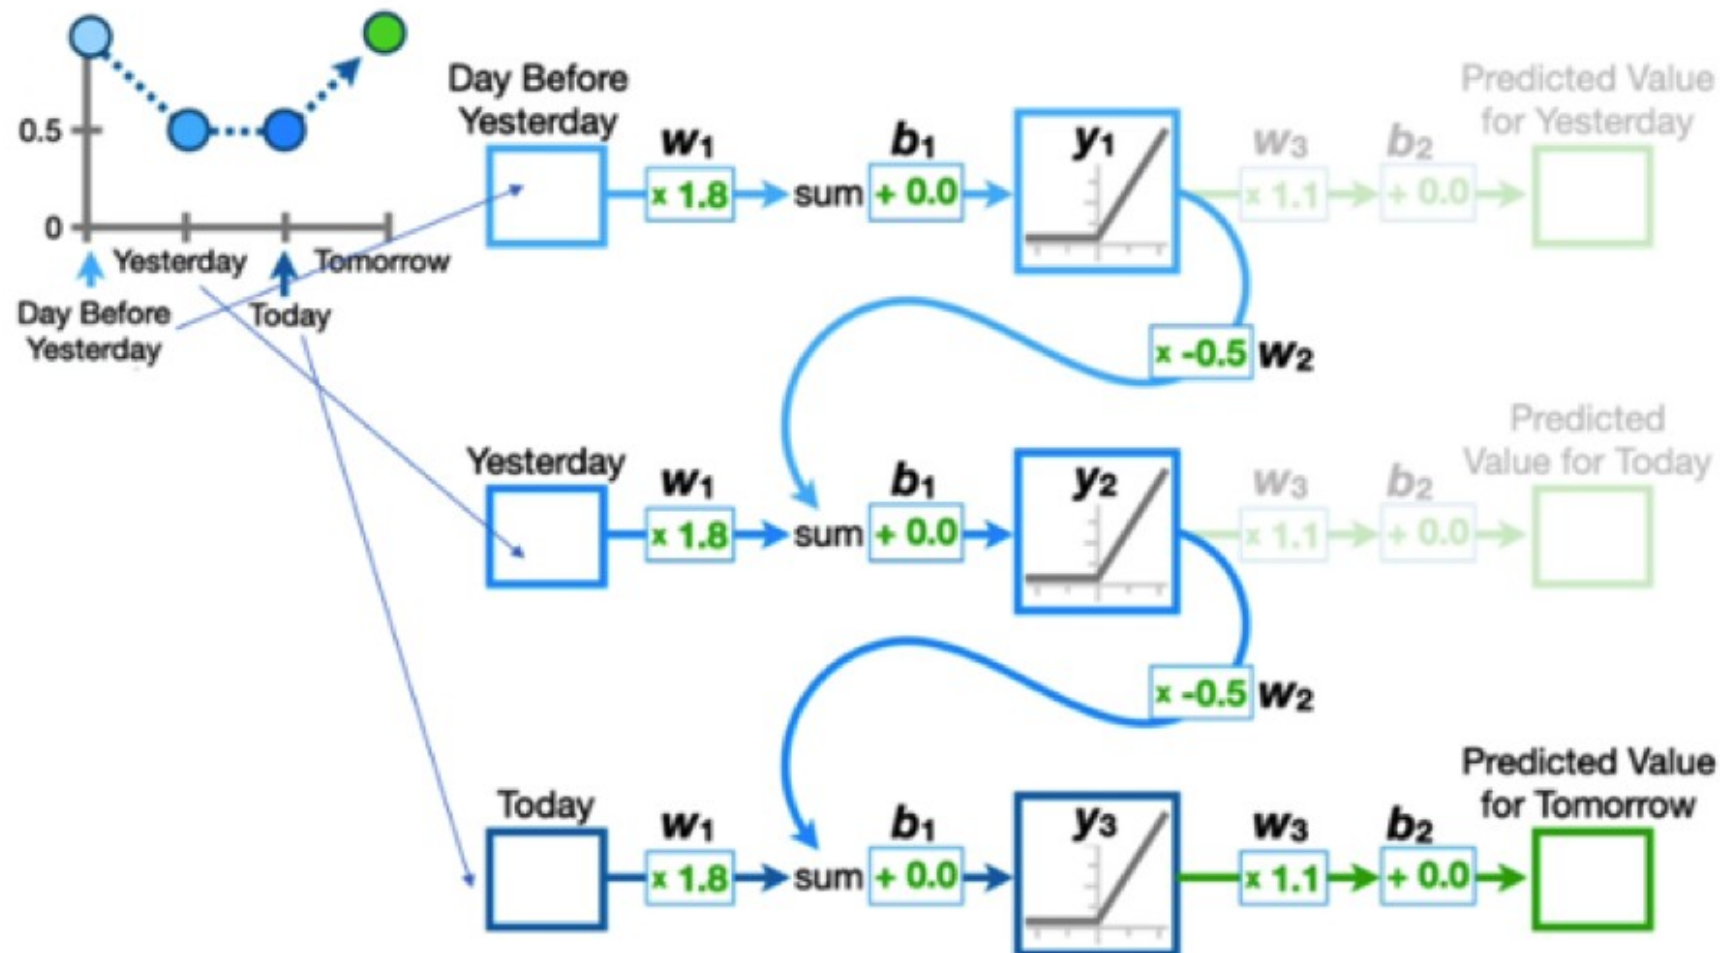 0.5
0
Yesterday
Tomorrow
Day Before
Yesterday
Today
Day Before
Yesterday
w1
x 1.8
sum
b1
+ 0.0
y1
w3
x 1.1
b2
+ 0.0
Predicted Value
for Yesterday
x -0.5 w2
Yesterday
w1
x 1.8
sum
b1
+ 0.0
y2
w3
x 1.1
b2
+ 0.0
Predicted
Value for Today
x -0.5 w2
Today
w1
x 1.8
sum
b1
+ 0.0
y3
w3
x 1.1
b2
+ 0.0
Predicted Value
for Tomorrow